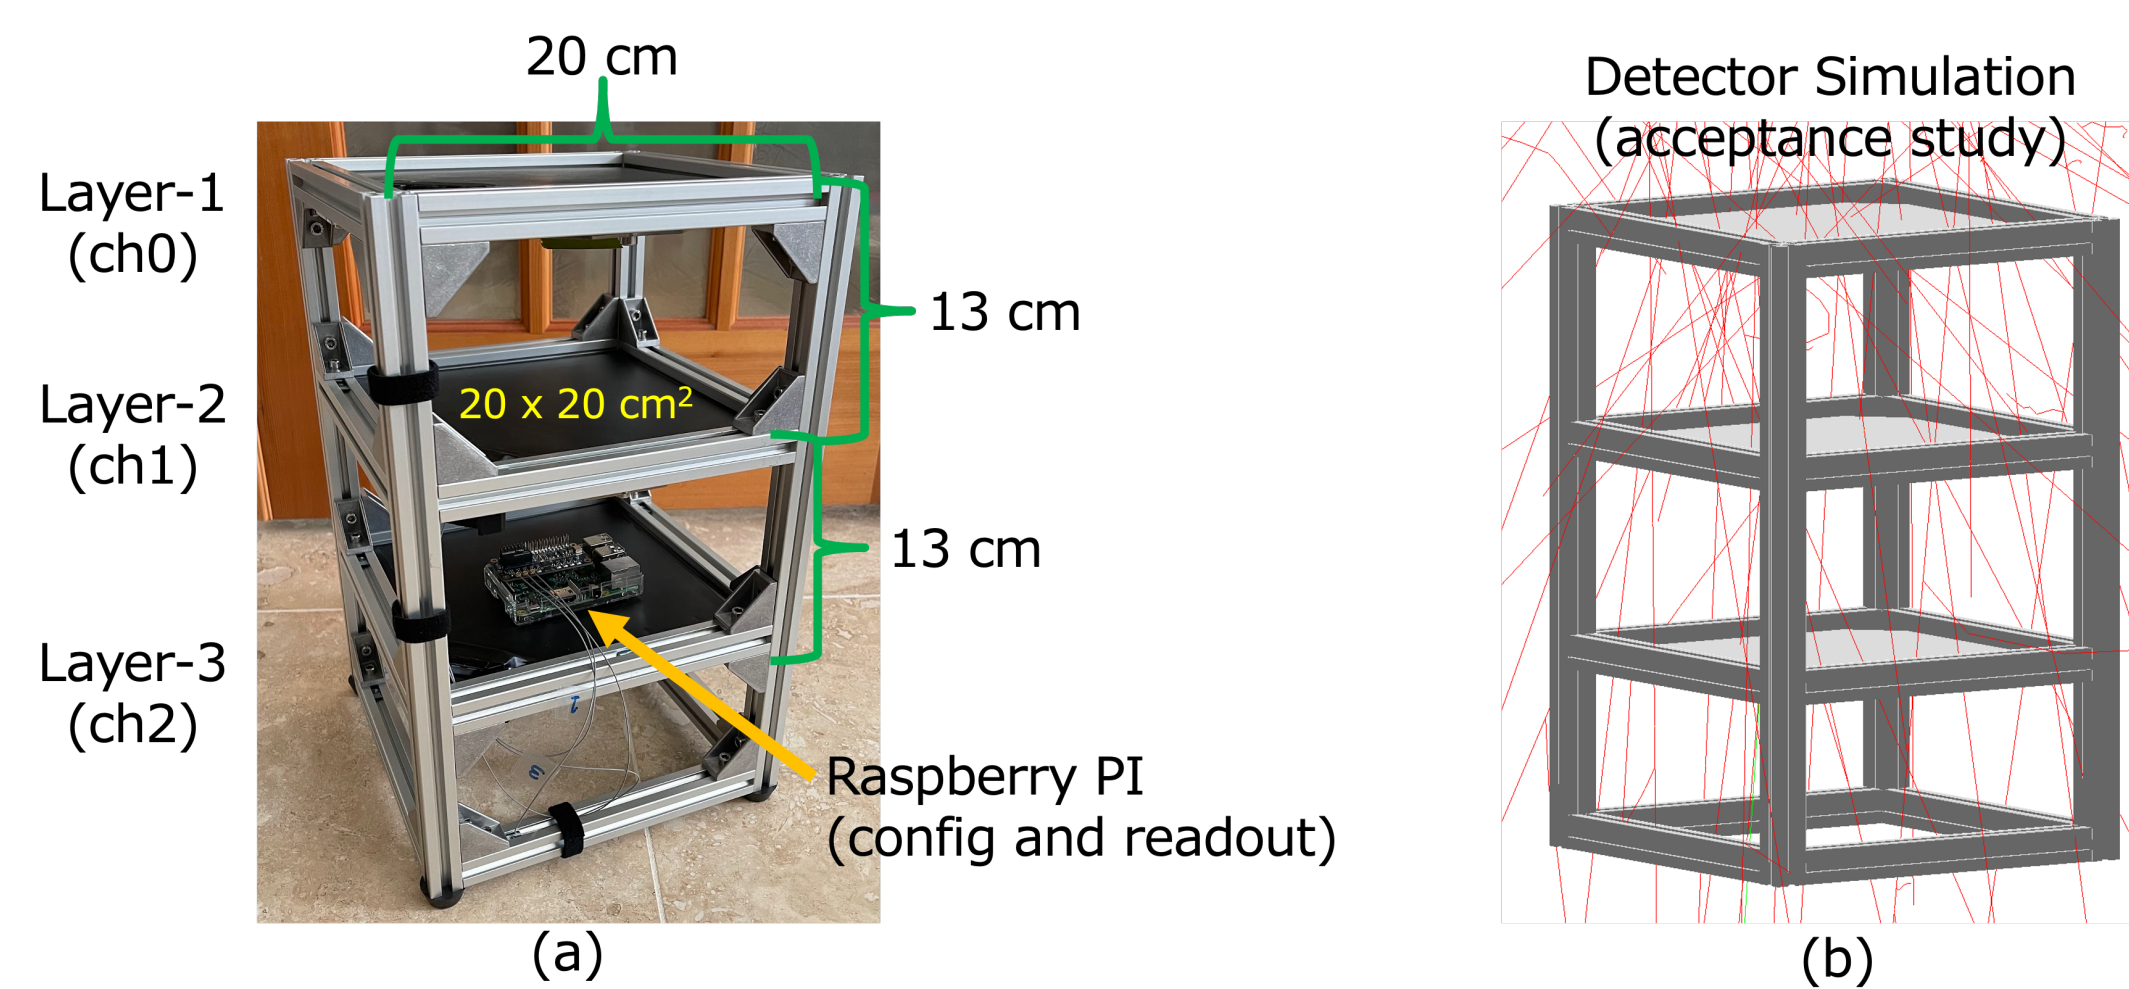 20 cm
Layer-1
(ch0)
13 cm
Layer-2
(ch1)
20 x 20 cm²
13 cm
Layer-3
(ch2)
Raspberry PI
(config and readout)
(a)
Detector Simulation
(acceptance study)
(b)